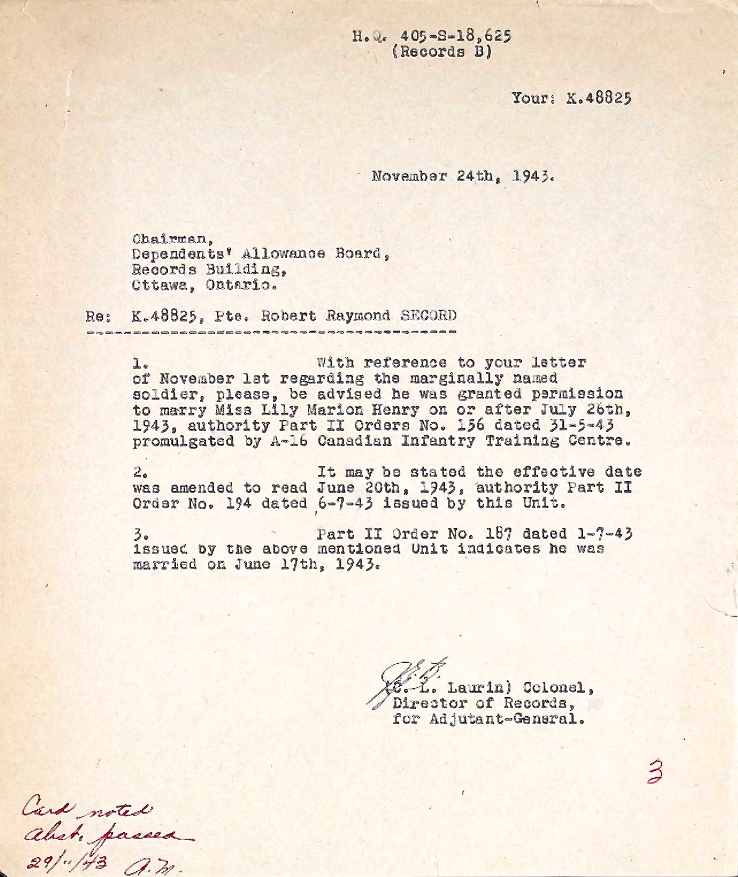 H.Q. 405-S-18,625
(Records B)
Your: K.48825
November 24th, 1943.
Chairman,
Dependents' Allowance Board,
Records Building,
Ottawa, Ontario.
Re: K.48825, Pte. Robert Raymond SECORD
1. With reference to your letter
of November 1st regarding the marginally named
soldier, please, be advised he was granted permission
to marry Miss Lily Marion Henry on or after July 26th,
1943, authority Part II Orders No. 156 dated 31-5-43
promulgated by A-16 Canadian Infantry Training Centre.
2. It may be stated the effective date
was amended to read June 20th, 1943, authority Part II
Order No. 194 dated 6-7-43 issued by this Unit.
3. Part II Order No. 187 dated 1-7-43
issued by the above mentioned Unit indicates he was
married on June 17th, 1943.
(C. L. Laurin) Colonel,
Director of Records,
for Adjutant-General.
3
Card noted
Abst. passed
29/11/43 A.M.